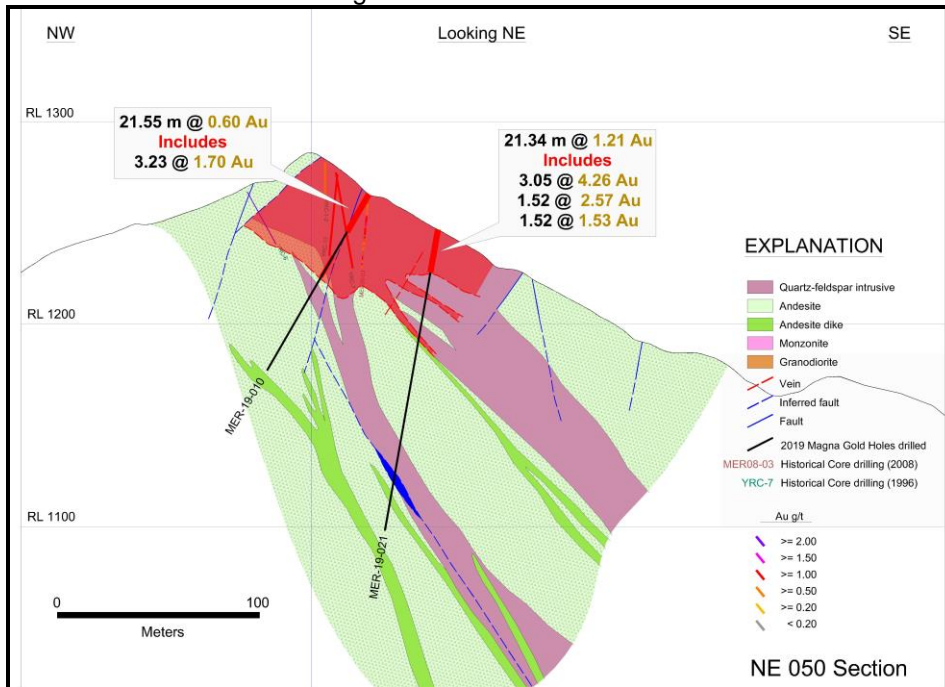 NW
Looking NE
SE
RL 1300
21.55 m @ 0.60 Au
Includes
3.23 @ 1.70 Au
21.34 m @ 1.21 Au
Includes
3.05 @ 4.26 Au
1.52 @ 2.57 Au
1.52 @ 1.53 Au
RL 1200
MER-19-010
MER-19-021
RL 1100
0
100
Meters
EXPLANATION
Quartz-feldspar intrusive
Andesite
Andesite dike
Monzonite
Granodiorite
Vein
Inferred fault
Fault
2019 Magna Gold Holes drilled
MER08-03 Historical Core drilling (2008)
YRC-7 Historical Core drilling (1996)
Au g/t
>= 2.00
>= 1.50
>= 1.00
>= 0.50
>= 0.20
< 0.20
NE 050 Section